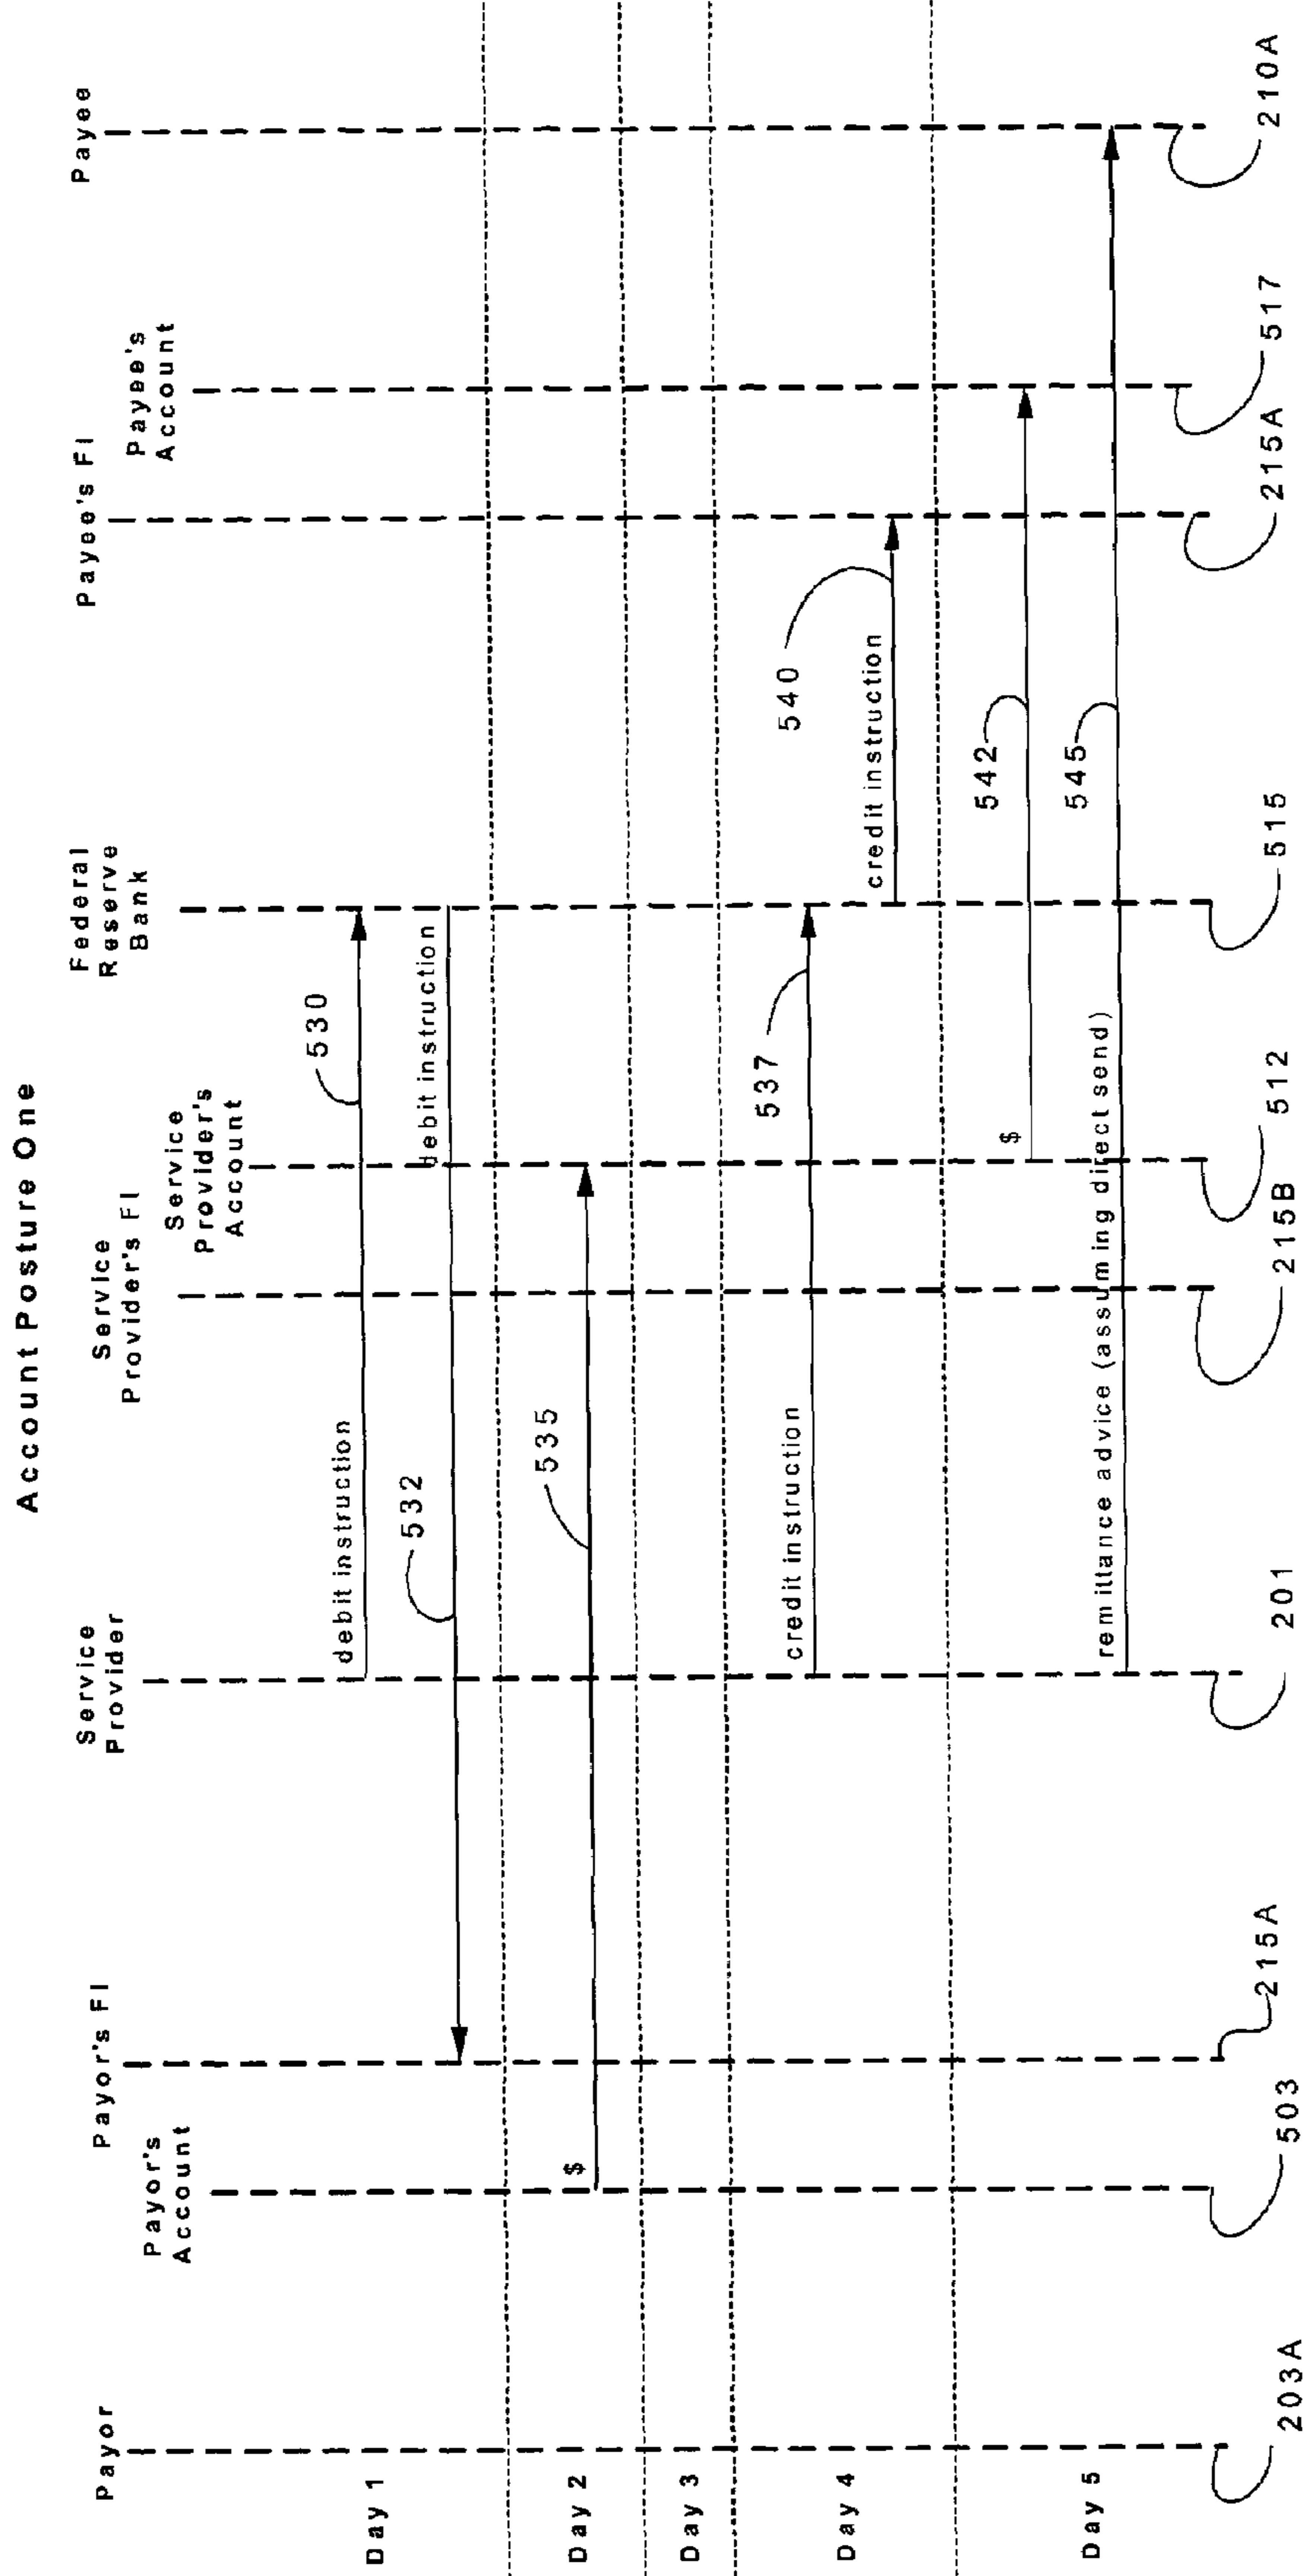 Account Posture One
Payor
Payor's
Account
Payor's FI
Service
Provider
Service
Provider's FI
Service
Provider's
Account
Federal
Reserve
Bank
Payee's FI
Payee's
Account
Payee
Day 1
debit instruction
530
532
debit instruction
Day 2
$
535
Day 3
Day 4
credit instruction
537
credit instruction
540
Day 5
$
542
remittance advice (assuming direct send)
545
203A
503
215A
201
215B
512
515
215A
517
210A